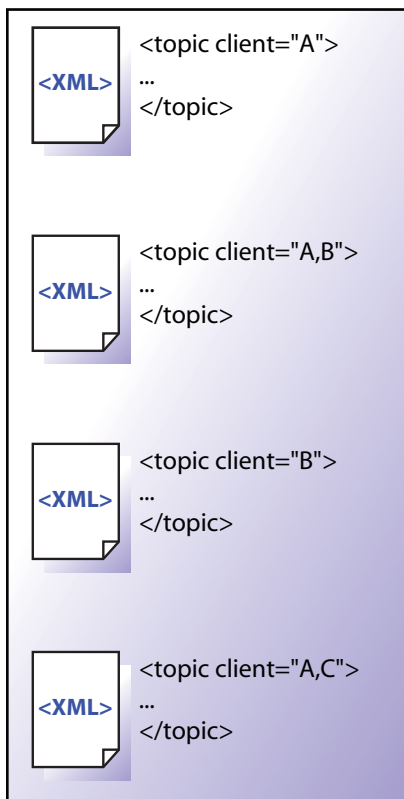 <XML>
<topic client="A">
...
</topic>
<XML>
<topic client="A,B">
...
</topic>
<XML>
<topic client="B">
...
</topic>
<XML>
<topic client="A,C">
...
</topic>